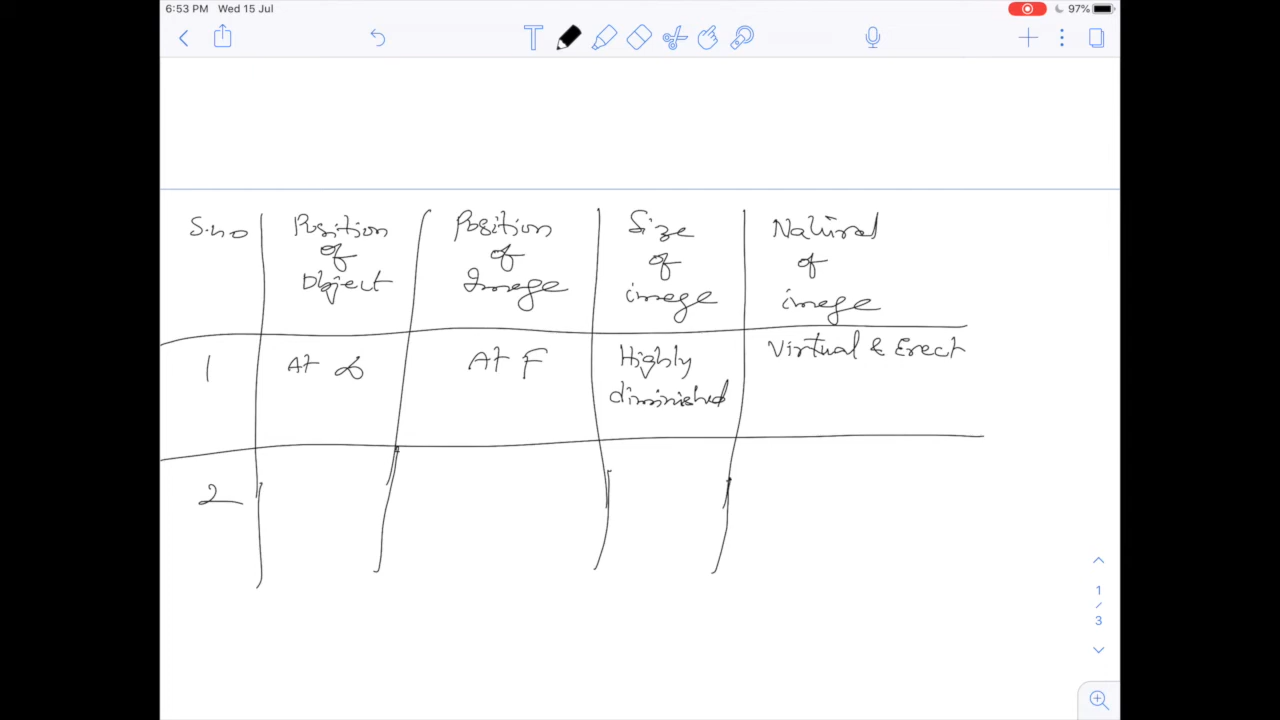 6:53 PM Wed 15 Jul
97%
S.no
Position
of
Object
Position
of
Image
Size
of
image
Natural
of
image
1
At ∞
At F
Highly
diminished
Virtual & Erect
2
1
/
3